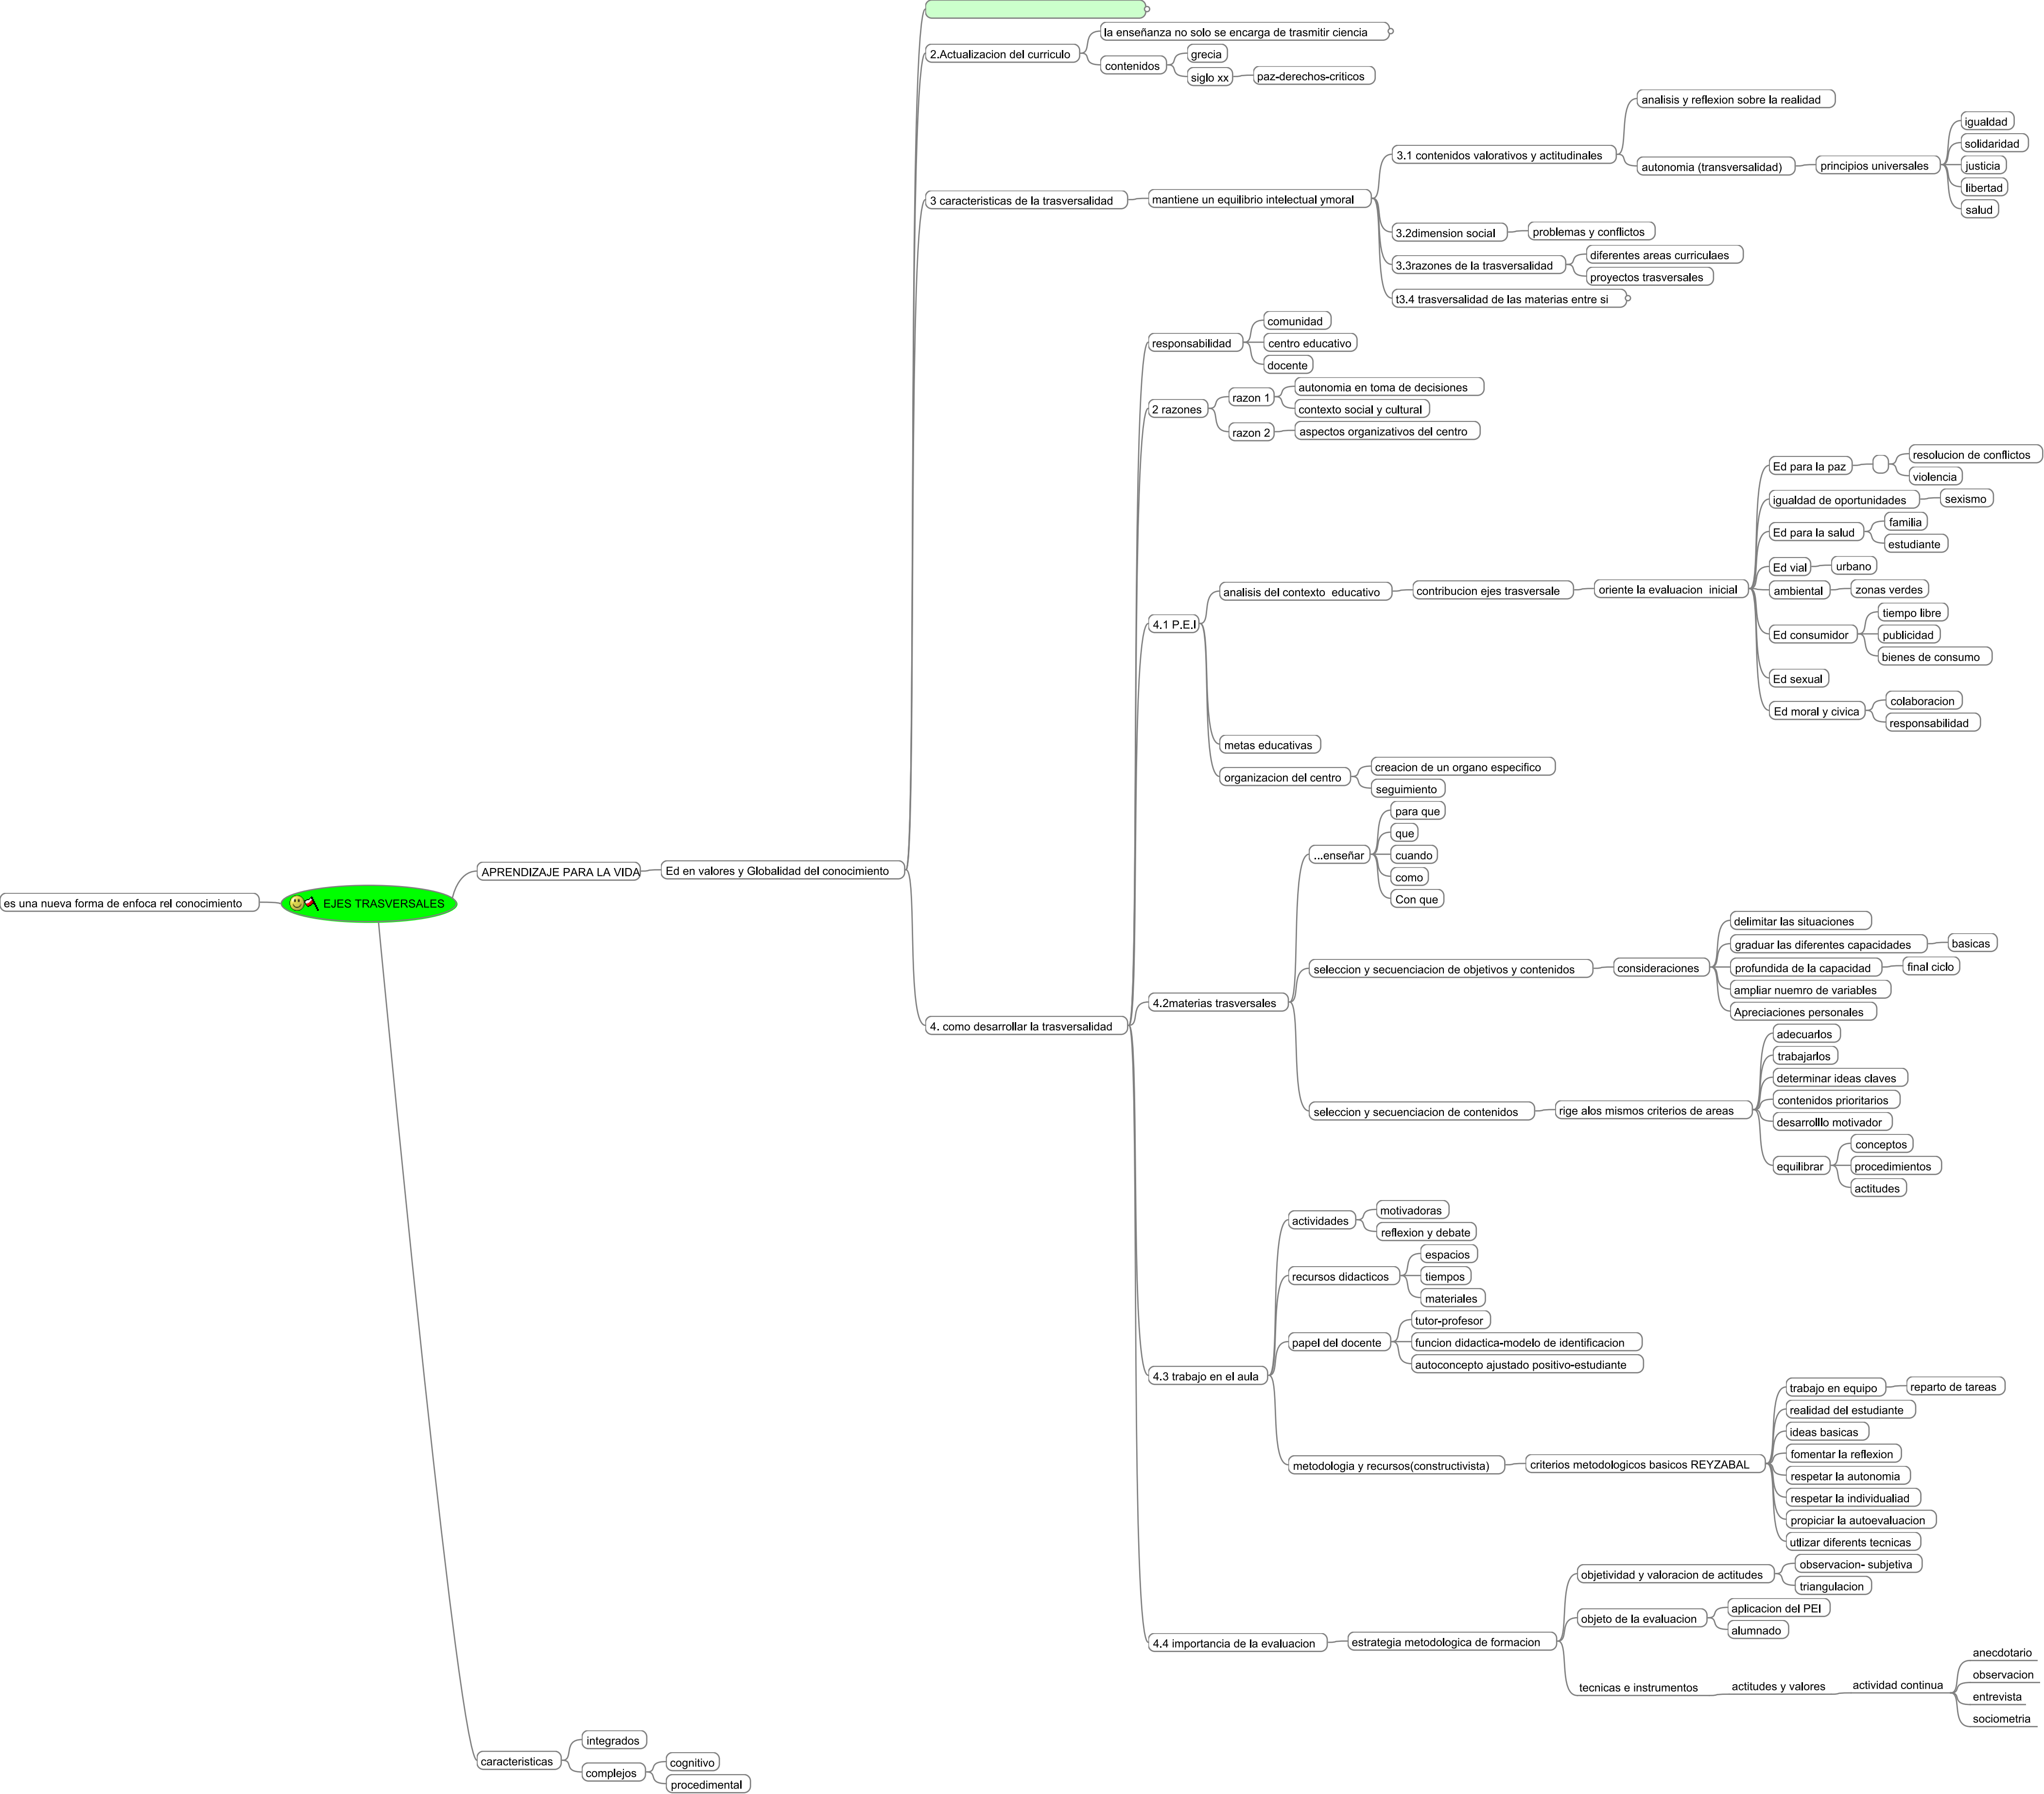 es una nueva forma de enfoca rel conocimiento
EJES TRASVERSALES
APRENDIZAJE PARA LA VIDA
Ed en valores y Globalidad del conocimiento
2.Actualizacion del curriculo
la enseñanza no solo se encarga de trasmitir ciencia
contenidos
grecia
siglo xx
paz-derechos-criticos
3 caracteristicas de la trasversalidad
mantiene un equilibrio intelectual ymoral
3.1 contenidos valorativos y actitudinales
analisis y reflexion sobre la realidad
autonomia (transversalidad)
principios universales
igualdad
solidaridad
justicia
libertad
salud
3.2dimension social
problemas y conflictos
3.3razones de la trasversalidad
diferentes areas curriculaes
proyectos trasversales
t3.4 trasversalidad de las materias entre si
4. como desarrollar la trasversalidad
responsabilidad
comunidad
centro educativo
docente
2 razones
razon 1
autonomia en toma de decisiones
contexto social y cultural
razon 2
aspectos organizativos del centro
4.1 P.E.I
analisis del contexto  educativo
contribucion ejes trasversale
oriente la evaluacion  inicial
Ed para la paz
resolucion de conflictos
violencia
igualdad de oportunidades
sexismo
Ed para la salud
familia
estudiante
Ed vial
urbano
ambiental
zonas verdes
Ed consumidor
tiempo libre
publicidad
bienes de consumo
Ed sexual
Ed moral y civica
colaboracion
responsabilidad
metas educativas
organizacion del centro
creacion de un organo especifico
seguimiento
4.2materias trasversales
...enseñar
para que
que
cuando
como
Con que
seleccion y secuenciacion de objetivos y contenidos
consideraciones
delimitar las situaciones
graduar las diferentes capacidades
basicas
profundida de la capacidad
final ciclo
ampliar nuemro de variables
Apreciaciones personales
seleccion y secuenciacion de contenidos
rige alos mismos criterios de areas
adecuarlos
trabajarlos
determinar ideas claves
contenidos prioritarios
desarrolllo motivador
equilibrar
conceptos
procedimientos
actitudes
4.3 trabajo en el aula
actividades
motivadoras
reflexion y debate
recursos didacticos
espacios
tiempos
materiales
papel del docente
tutor-profesor
funcion didactica-modelo de identificacion
autoconcepto ajustado positivo-estudiante
metodologia y recursos(constructivista)
criterios metodologicos basicos REYZABAL
trabajo en equipo
reparto de tareas
realidad del estudiante
ideas basicas
fomentar la reflexion
respetar la autonomia
respetar la individualiad
propiciar la autoevaluacion
utlizar diferents tecnicas
4.4 importancia de la evaluacion
estrategia metodologica de formacion
objetividad y valoracion de actitudes
observacion- subjetiva
triangulacion
objeto de la evaluacion
aplicacion del PEI
alumnado
tecnicas e instrumentos
actitudes y valores
actividad continua
anecdotario
observacion
entrevista
sociometria
caracteristicas
integrados
complejos
cognitivo
procedimental